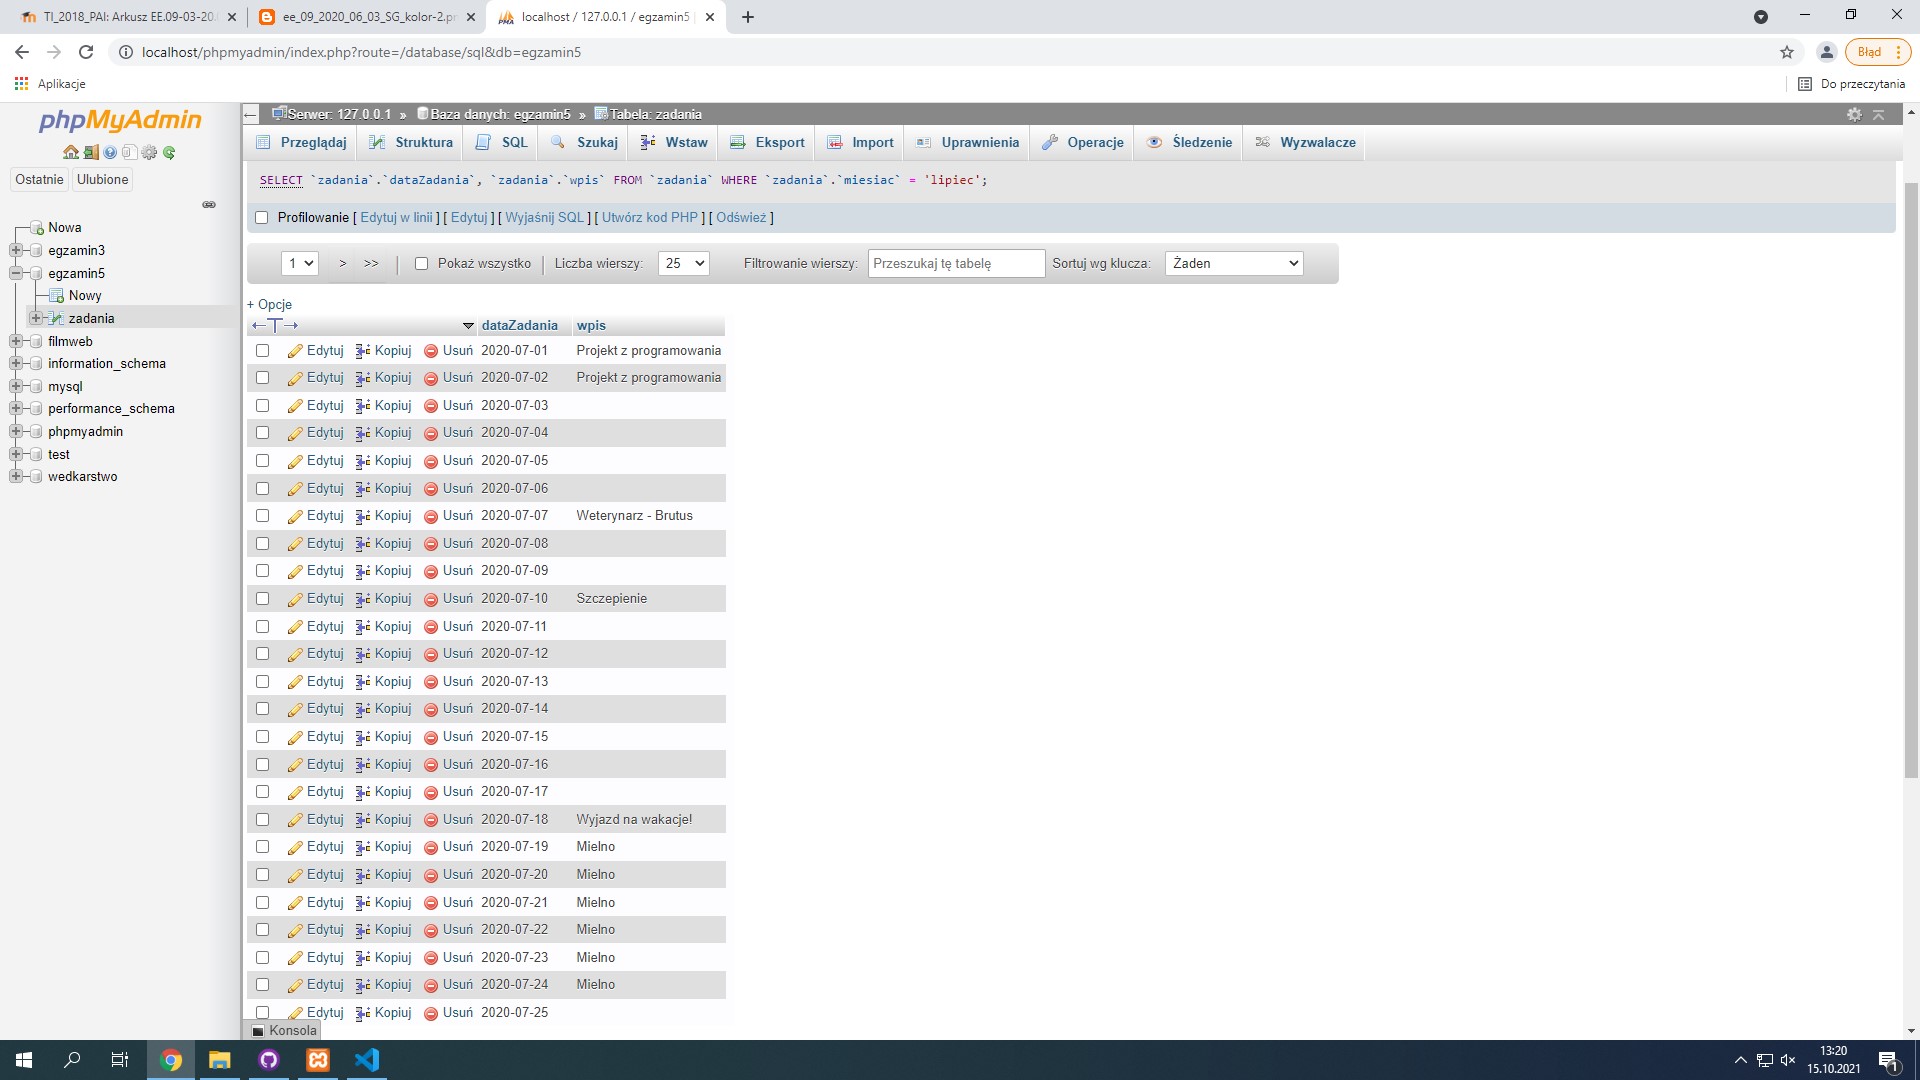 TI_2018_PAI: Arkusz EE.09-03-20.
ee_09_2020_06_03_SG_kolor-2.pn
localhost / 127.0.0.1 / egzamin5
localhost/phpmyadmin/index.php?route=/database/sql&db=egzamin5
Błąd
Aplikacje
Do przeczytania
phpMyAdmin
Ostatnie Ulubione
Nowa
egzamin3
egzamin5
Nowy
zadania
filmweb
information_schema
mysql
performance_schema
phpmyadmin
test
wedkarstwo
Serwer: 127.0.0.1 » Baza danych: egzamin5 » Tabela: zadania
Przeglądaj Struktura SQL Szukaj Wstaw Eksport Import Uprawnienia Operacje Śledzenie Wyzwalacze
SELECT `zadania`.`dataZadania`, `zadania`.`wpis` FROM `zadania` WHERE `zadania`.`miesiac` = 'lipiec';
Profilowanie [ Edytuj w linii ] [ Edytuj ] [ Wyjaśnij SQL ] [ Utwórz kod PHP ] [ Odśwież ]
1 > >> Pokaż wszystko Liczba wierszy: 25 Filtrowanie wierszy: Przeszukaj tę tabelę Sortuj wg klucza: Żaden
+ Opcje
←T→ dataZadania wpis
Edytuj Kopiuj Usuń 2020-07-01 Projekt z programowania
Edytuj Kopiuj Usuń 2020-07-02 Projekt z programowania
Edytuj Kopiuj Usuń 2020-07-03
Edytuj Kopiuj Usuń 2020-07-04
Edytuj Kopiuj Usuń 2020-07-05
Edytuj Kopiuj Usuń 2020-07-06
Edytuj Kopiuj Usuń 2020-07-07 Weterynarz - Brutus
Edytuj Kopiuj Usuń 2020-07-08
Edytuj Kopiuj Usuń 2020-07-09
Edytuj Kopiuj Usuń 2020-07-10 Szczepienie
Edytuj Kopiuj Usuń 2020-07-11
Edytuj Kopiuj Usuń 2020-07-12
Edytuj Kopiuj Usuń 2020-07-13
Edytuj Kopiuj Usuń 2020-07-14
Edytuj Kopiuj Usuń 2020-07-15
Edytuj Kopiuj Usuń 2020-07-16
Edytuj Kopiuj Usuń 2020-07-17
Edytuj Kopiuj Usuń 2020-07-18 Wyjazd na wakacje!
Edytuj Kopiuj Usuń 2020-07-19 Mielno
Edytuj Kopiuj Usuń 2020-07-20 Mielno
Edytuj Kopiuj Usuń 2020-07-21 Mielno
Edytuj Kopiuj Usuń 2020-07-22 Mielno
Edytuj Kopiuj Usuń 2020-07-23 Mielno
Edytuj Kopiuj Usuń 2020-07-24 Mielno
Edytuj Kopiuj Usuń 2020-07-25
Konsola
13:20
15.10.2021
1